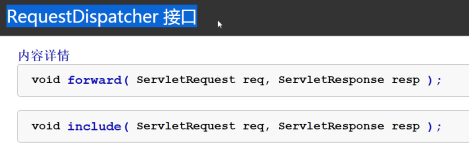 RequestDispatcher 接口
内容详情
void forward( ServletRequest req, ServletResponse resp );
void include( ServletRequest req, ServletResponse resp );